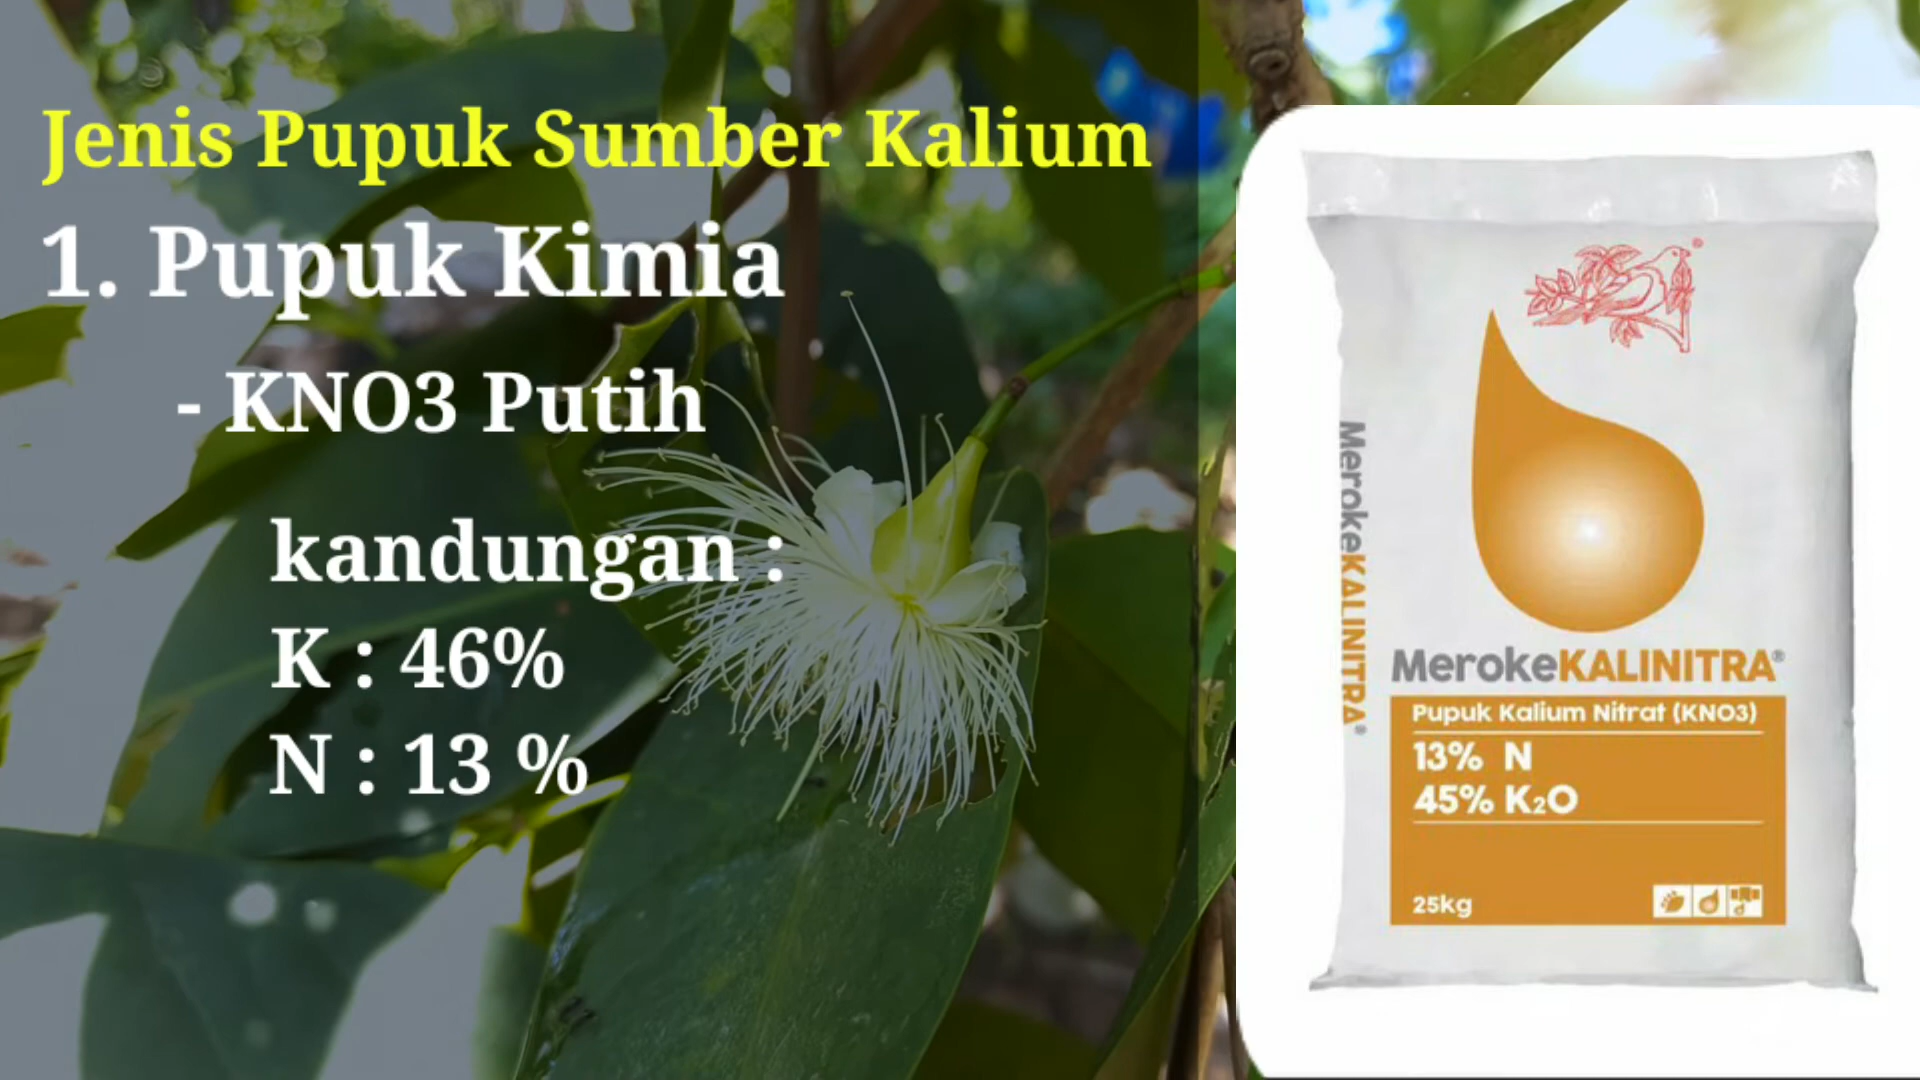 Jenis Pupuk Sumber Kalium
1. Pupuk Kimia
- KNO3 Putih
kandungan :
K : 46%
N : 13 %
MerokeKALINITRA®
®
MerokeKALINITRA®
Pupuk Kalium Nitrat (KNO3)
13% N
45% K₂O
25kg